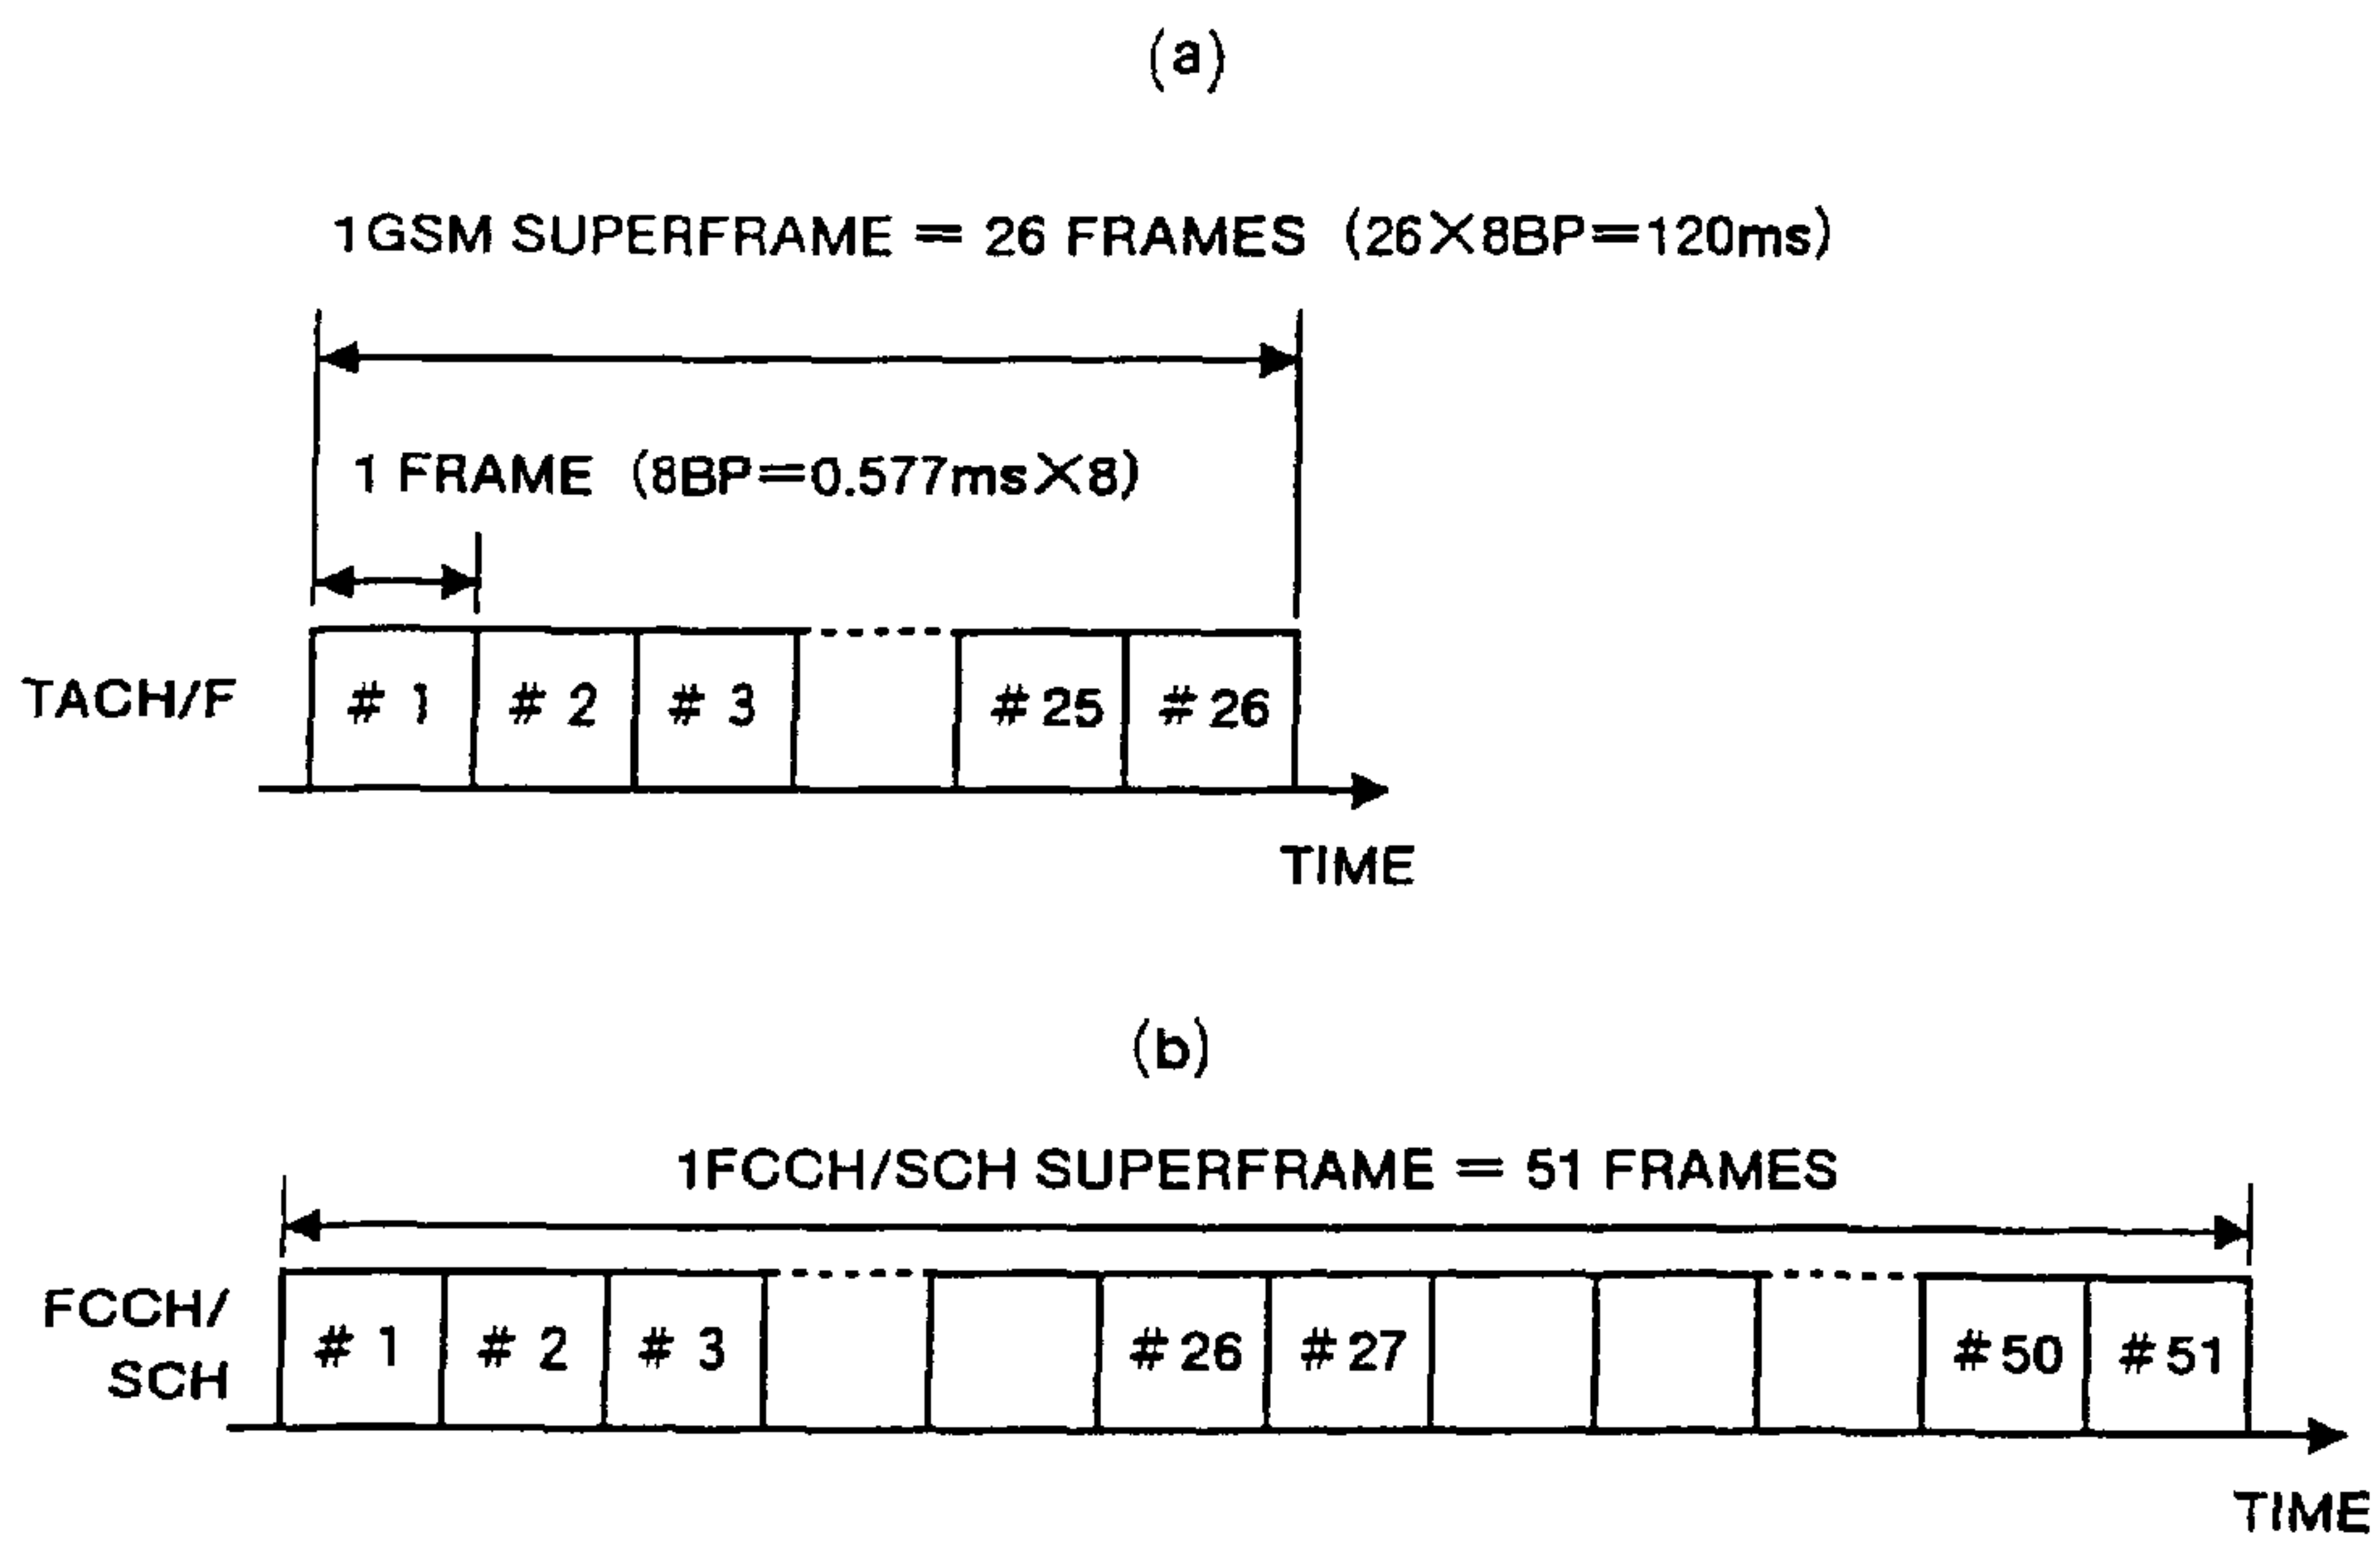 (a)
1GSM SUPERFRAME = 26 FRAMES (26×8BP=120ms)
1 FRAME (8BP=0.577ms×8)
TACH/F
# 1 # 2 # 3 # 25 # 26
TIME
(b)
1FCCH/SCH SUPERFRAME = 51 FRAMES
FCCH/
SCH
# 1 # 2 # 3 # 26 # 27 # 50 # 51
TIME